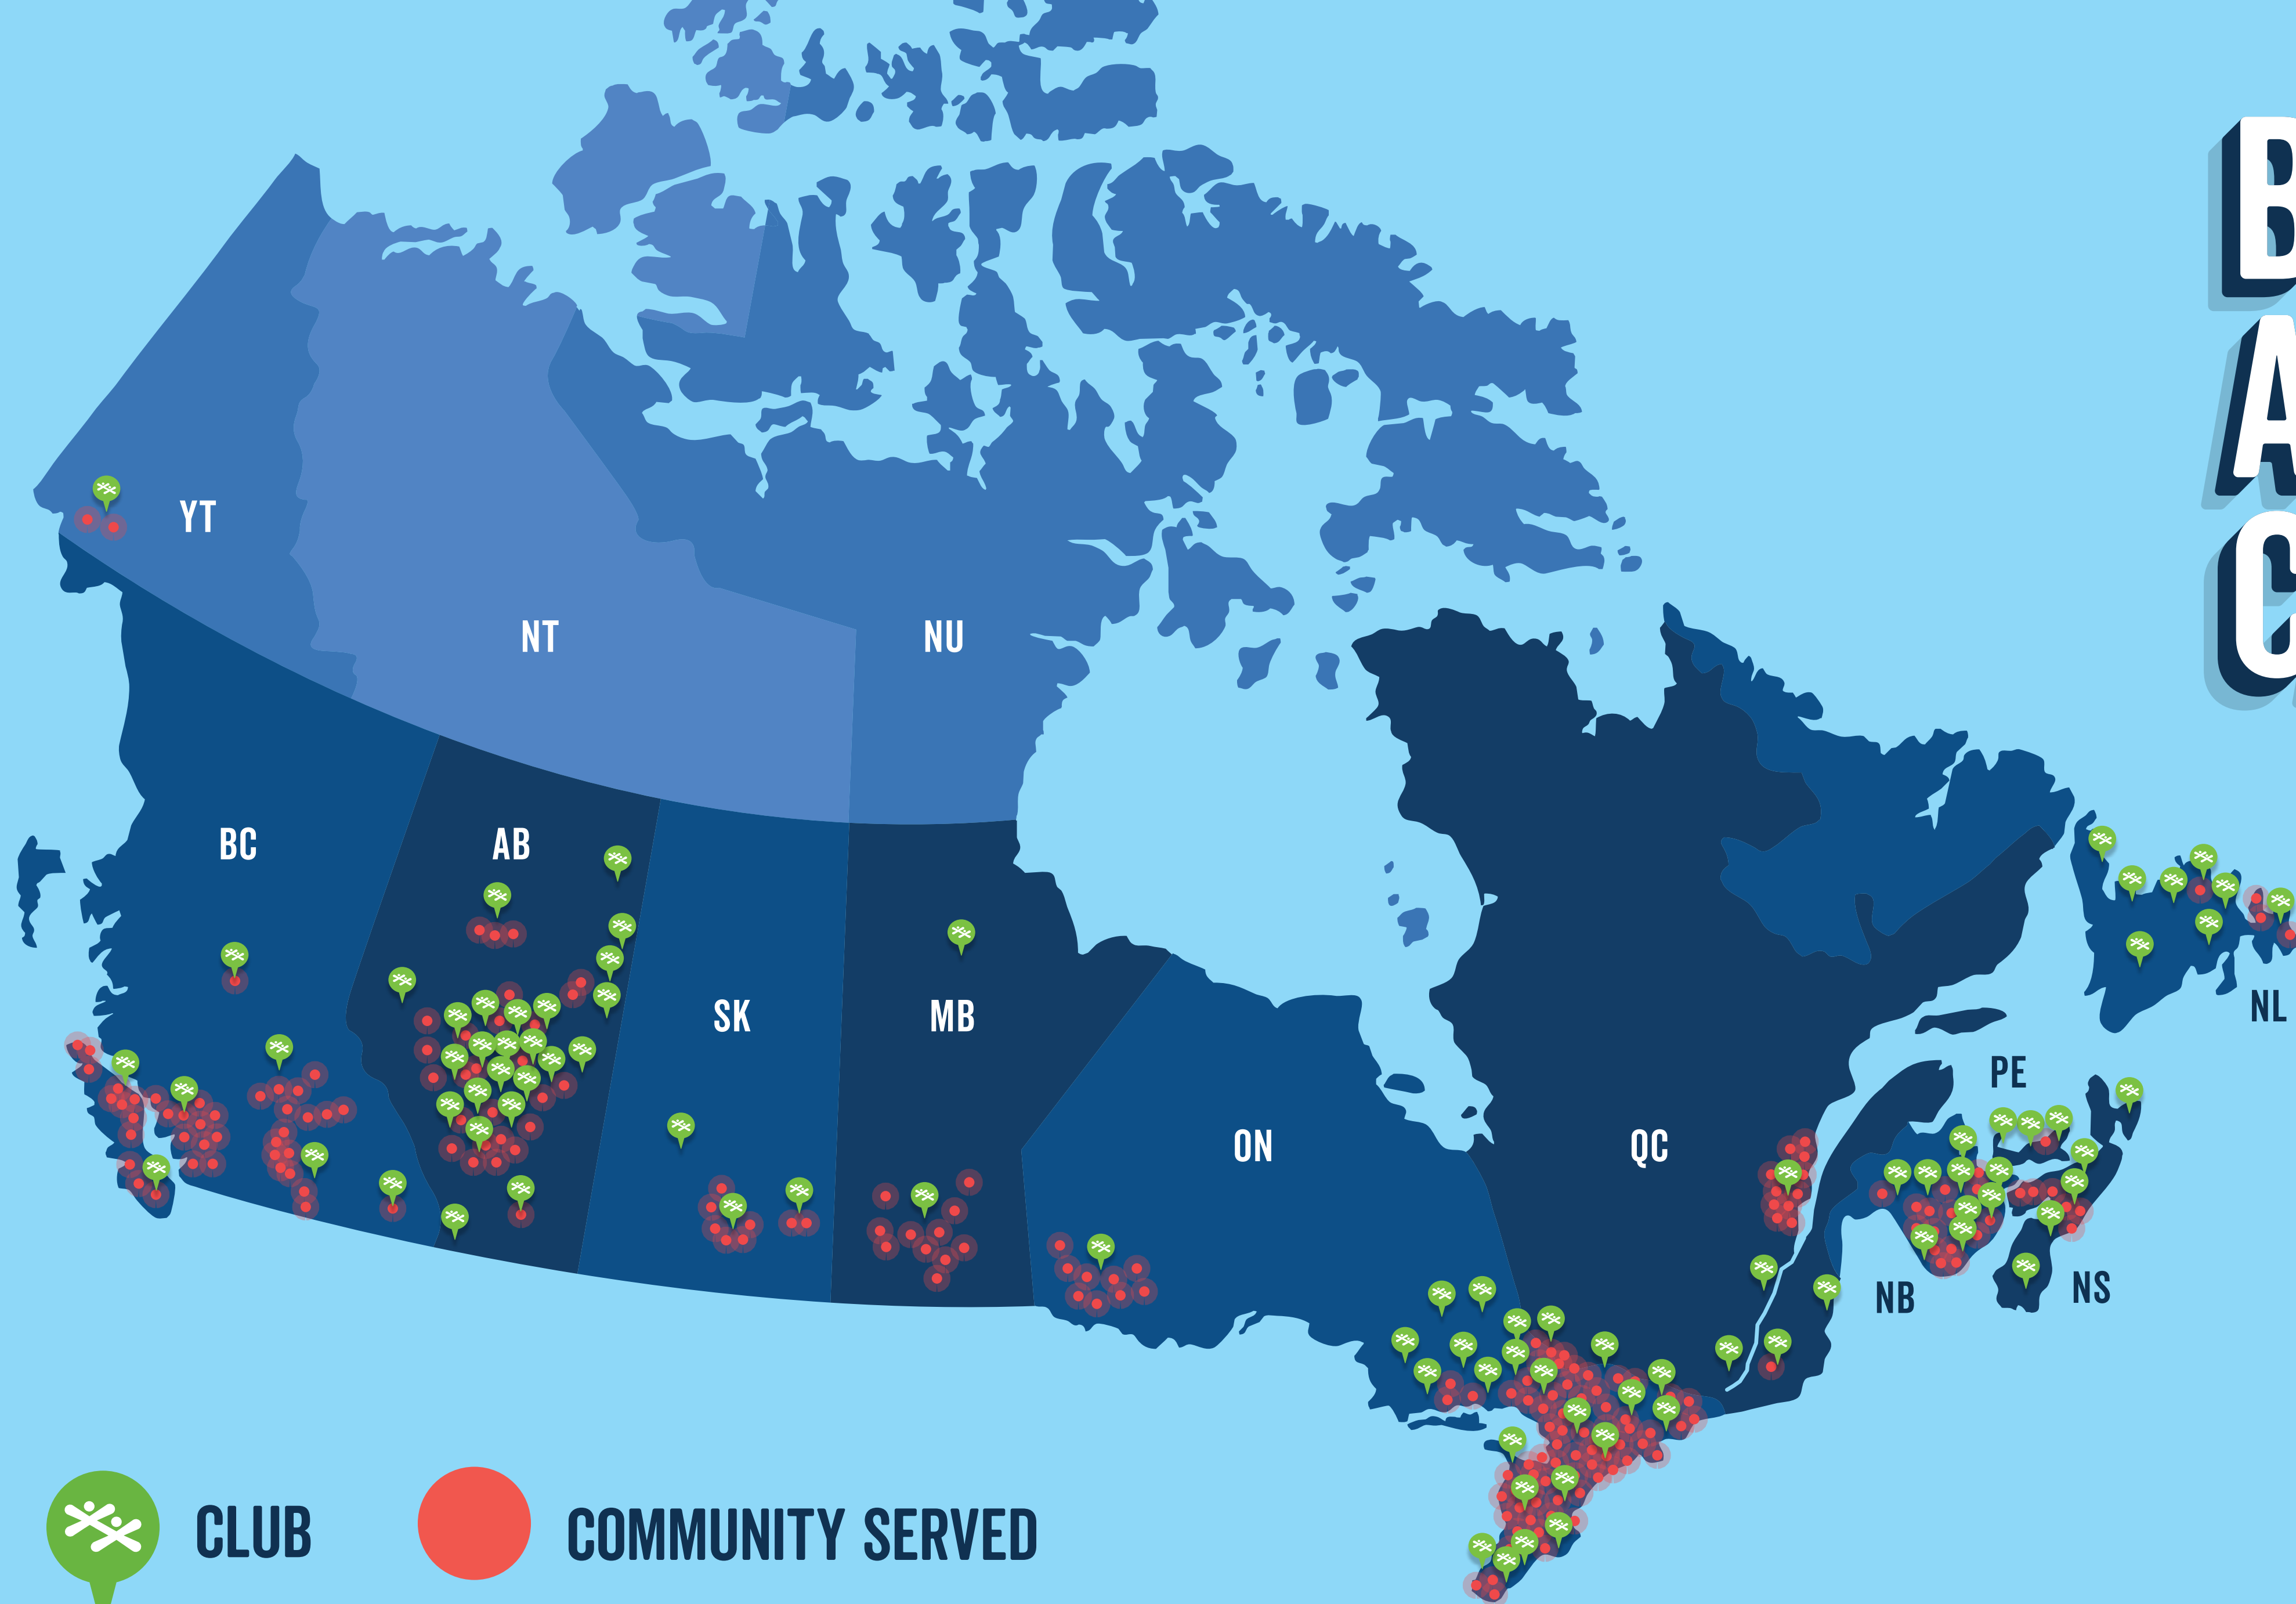 B
A
C
YT
NT
NU
BC
AB
SK
MB
ON
QC
NL
PE
NB
NS
CLUB
COMMUNITY SERVED